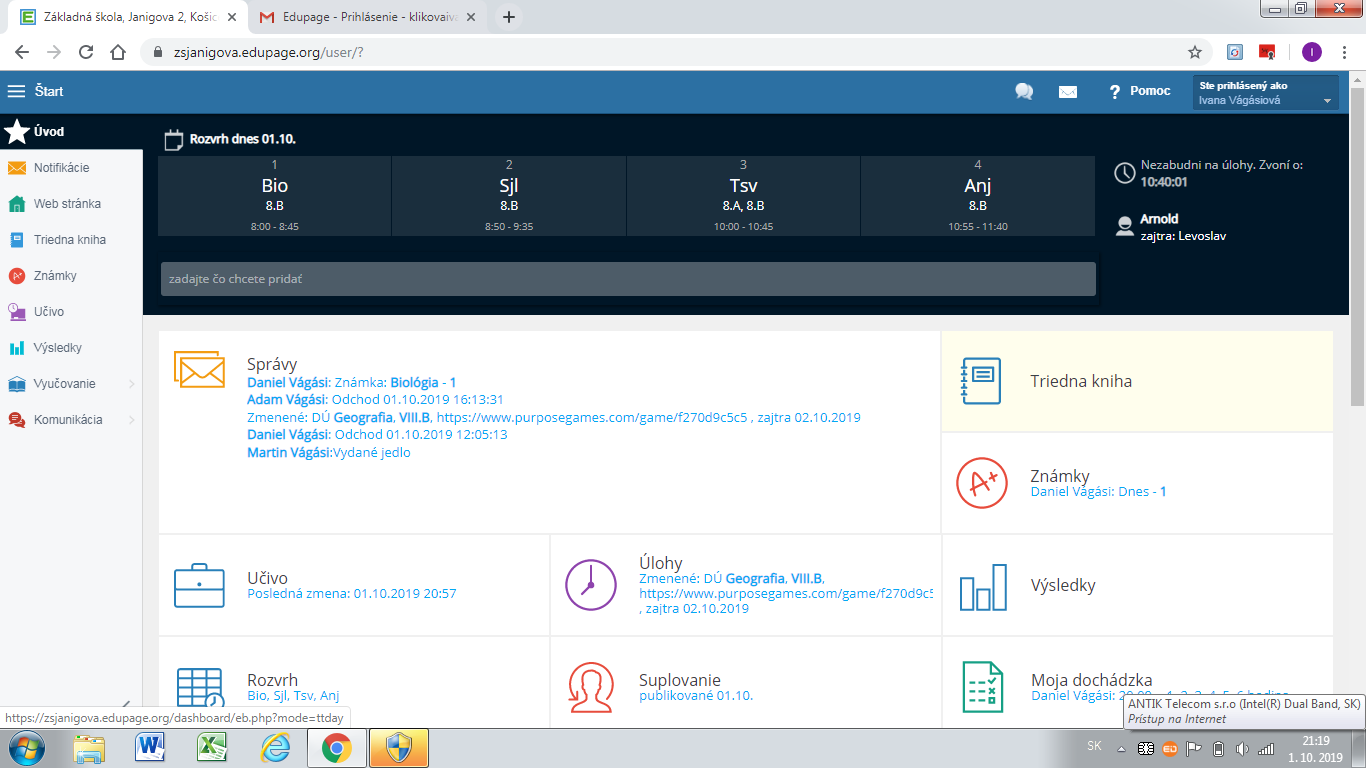 Základná škola, Janigova 2, Košic
Edupage - Prihlásenie - klikovaiva
zsjanigova.edupage.org/user/?
I
Štart
Pomoc
Ste prihlásený ako
Ivana Vágásiová
Úvod
Notifikácie
Web stránka
Triedna kniha
Známky
Učivo
Výsledky
Vyučovanie
Komunikácia
Rozvrh dnes 01.10.
1
Bio
8.B
8:00 - 8:45
2
Sjl
8.B
8:50 - 9:35
3
Tsv
8.A, 8.B
10:00 - 10:45
4
Anj
8.B
10:55 - 11:40
Nezabudni na úlohy. Zvoní o:
10:40:01
Arnold
zajtra: Levoslav
zadajte čo chcete pridať
Správy
Daniel Vágási: Známka: Biológia - 1
Adam Vágási: Odchod 01.10.2019 16:13:31
Zmenené: DÚ Geografia, VIII.B, https://www.purposegames.com/game/f270d9c5c5 , zajtra 02.10.2019
Daniel Vágási: Odchod 01.10.2019 12:05:13
Martin Vágási:Vydané jedlo
Triedna kniha
A+
Známky
Daniel Vágási: Dnes - 1
Učivo
Posledná zmena: 01.10.2019 20:57
Úlohy
Zmenené: DÚ Geografia, VIII.B,
https://www.purposegames.com/game/f270d9c5
, zajtra 02.10.2019
Výsledky
Rozvrh
Bio, Sjl, Tsv, Anj
Suplovanie
publikované 01.10.
Moja dochádzka
Daniel Vágási:
https://zsjanigova.edupage.org/dashboard/eb.php?mode=ttday
ANTIK Telecom s.r.o (Intel(R) Dual Band, SK)
Prístup na Internet
SK
21:19
1. 10. 2019